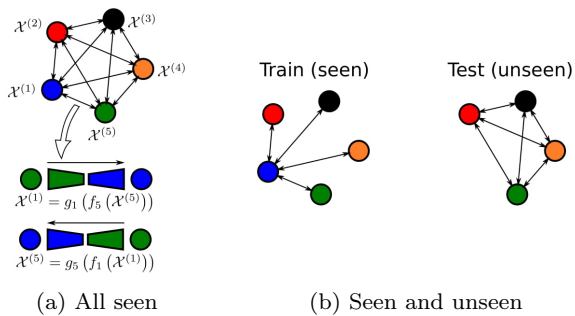 𝒳⁽³⁾
𝒳⁽²⁾
𝒳⁽⁴⁾
𝒳⁽¹⁾
𝒳⁽⁵⁾
𝒳⁽¹⁾ = g₁ (f₅ (𝒳⁽⁵⁾))
𝒳⁽⁵⁾ = g₅ (f₁ (𝒳⁽¹⁾))
(a) All seen
Train (seen)
Test (unseen)
(b) Seen and unseen